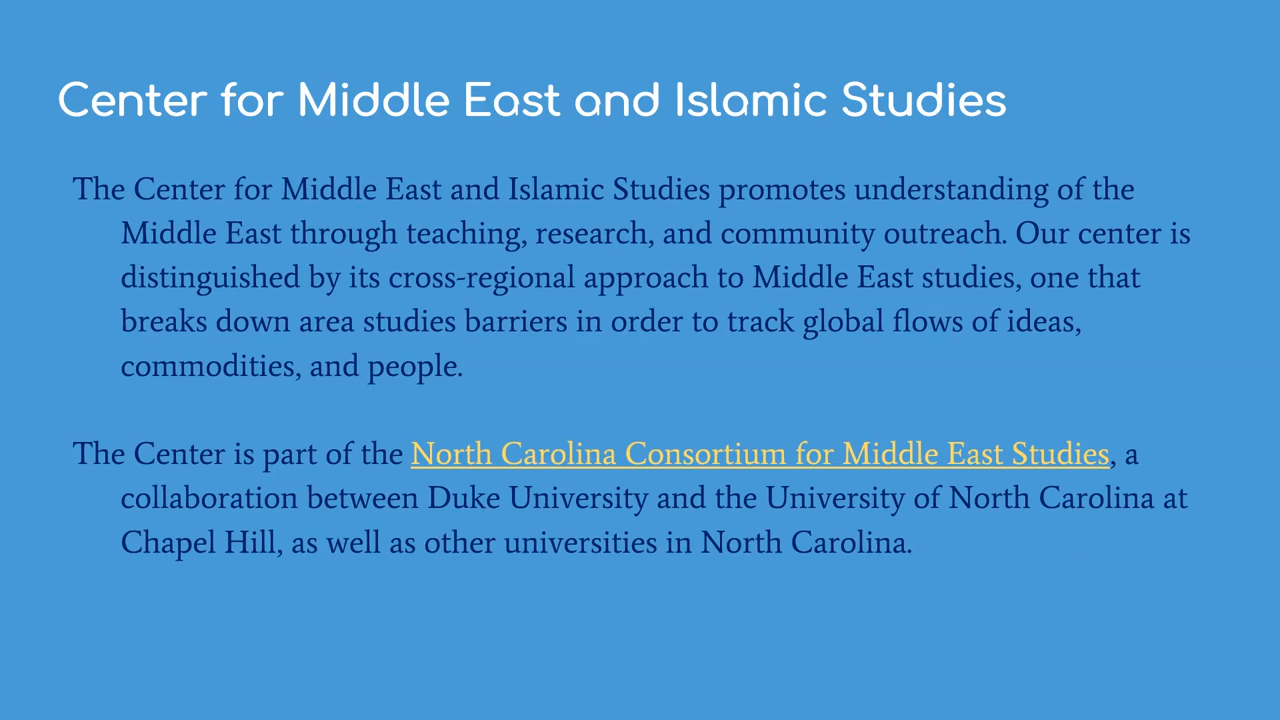 Center for Middle East and Islamic Studies
The Center for Middle East and Islamic Studies promotes understanding of the
Middle East through teaching, research, and community outreach. Our center is
distinguished by its cross-regional approach to Middle East studies, one that
breaks down area studies barriers in order to track global flows of ideas,
commodities, and people.
The Center is part of the North Carolina Consortium for Middle East Studies, a
collaboration between Duke University and the University of North Carolina at
Chapel Hill, as well as other universities in North Carolina.